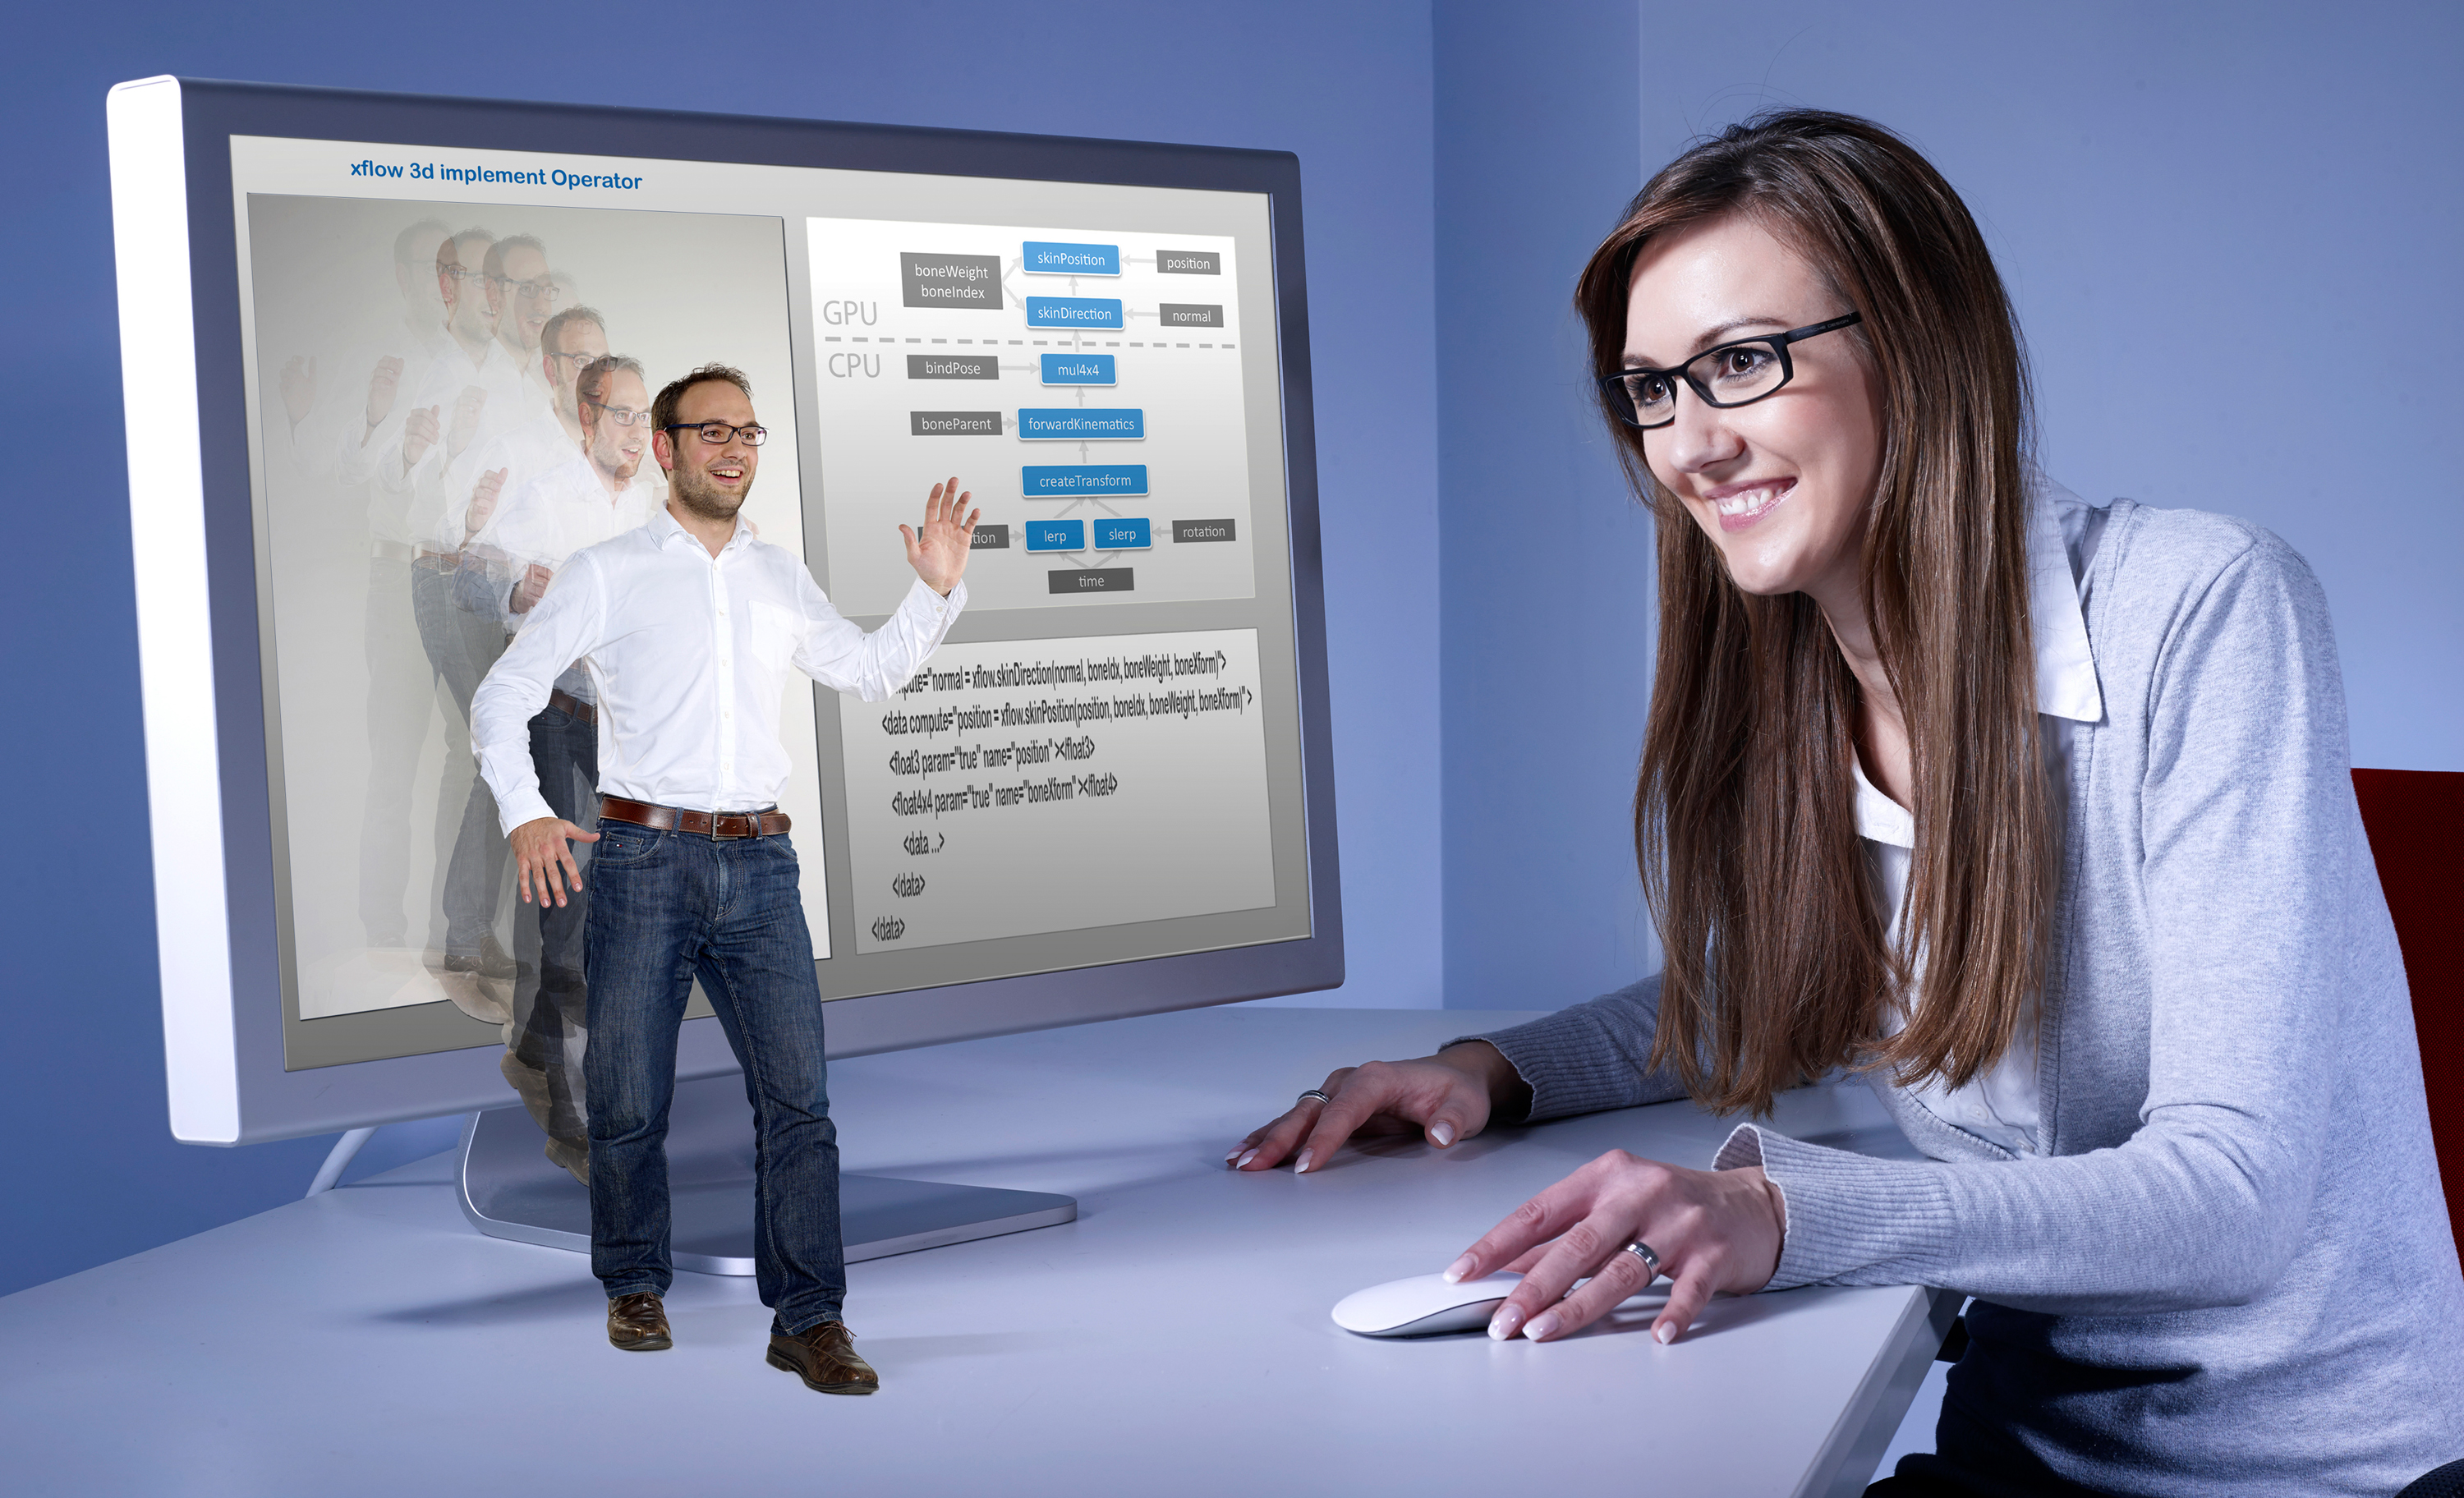 xflow 3d implement Operator
boneWeight
boneIndex
skinPosition
position
GPU
skinDirection
normal
CPU
bindPose
mul4x4
boneParent
forwardKinematics
createTransform
lerp
slerp
rotation
time
="normal = xflow.skinDirection(normal, boneIdx, boneWeight, boneXform)">
<data compute="position = xflow.skinPosition(position, boneIdx, boneWeight, boneXform)" >
<float3 param="true" name="position" ></float3>
<float4x4 param="true" name="boneXform" ></float4>
<data ...>
</data>
</data>